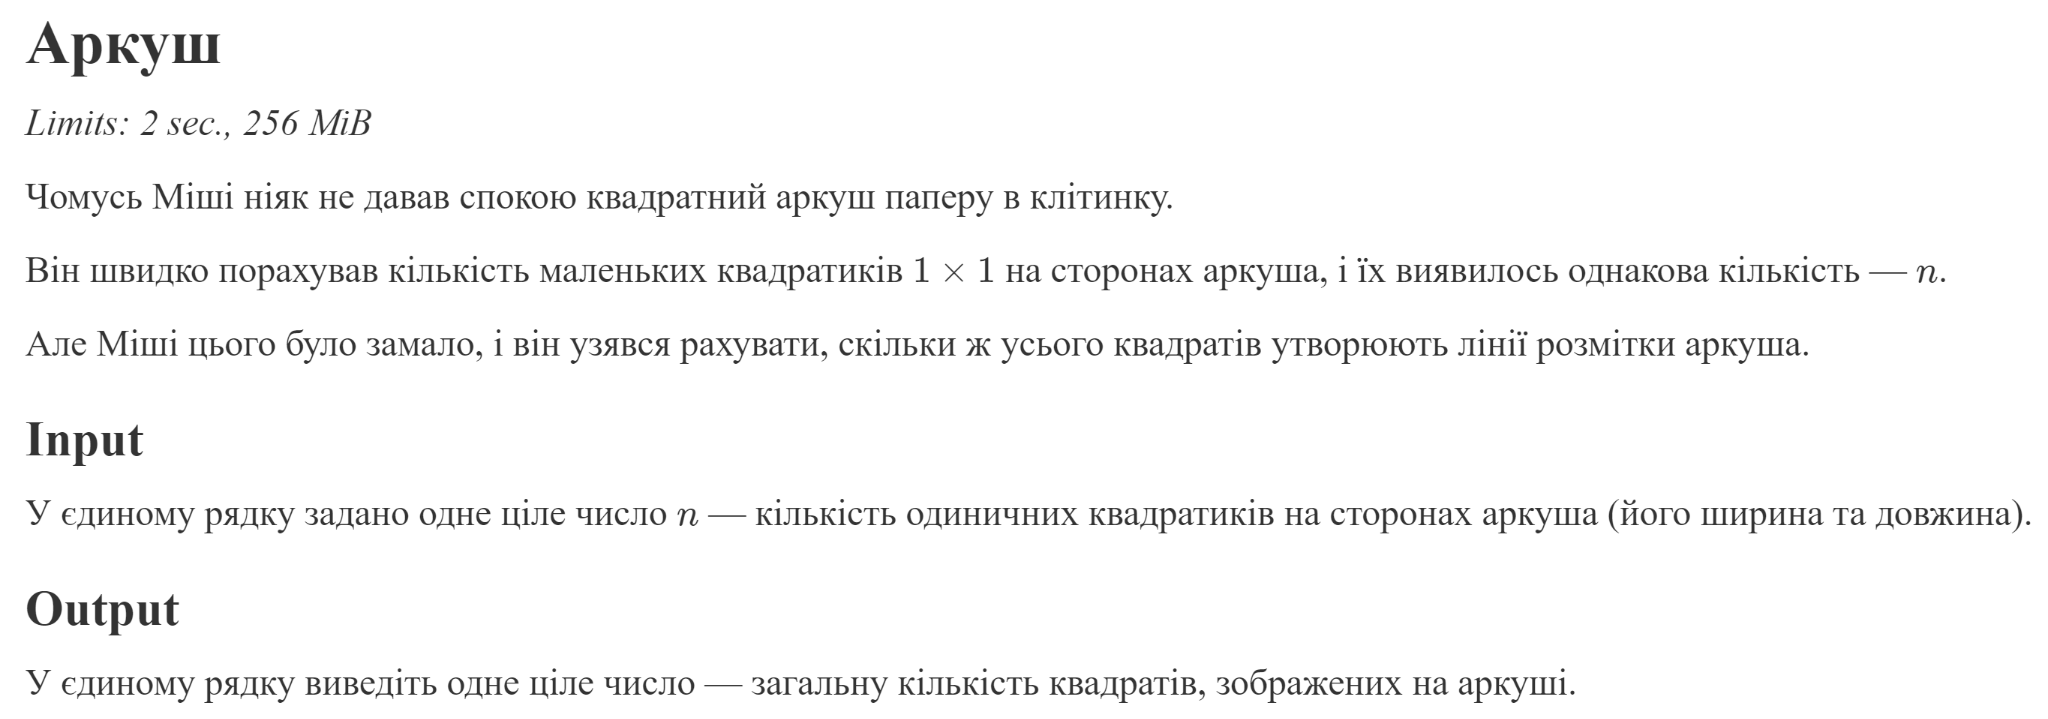 Аркуш
Limits: 2 sec., 256 MiB
Чомусь Міші ніяк не давав спокою квадратний аркуш паперу в клітинку.
Він швидко порахував кількість маленьких квадратиків 1 × 1 на сторонах аркуша, і їх виявилось однакова кількість — n.
Але Міші цього було замало, і він узявся рахувати, скільки ж усього квадратів утворюють лінії розмітки аркуша.
Input
У єдиному рядку задано одне ціле число n — кількість одиничних квадратиків на сторонах аркуша (його ширина та довжина).
Output
У єдиному рядку виведіть одне ціле число — загальну кількість квадратів, зображених на аркуші.